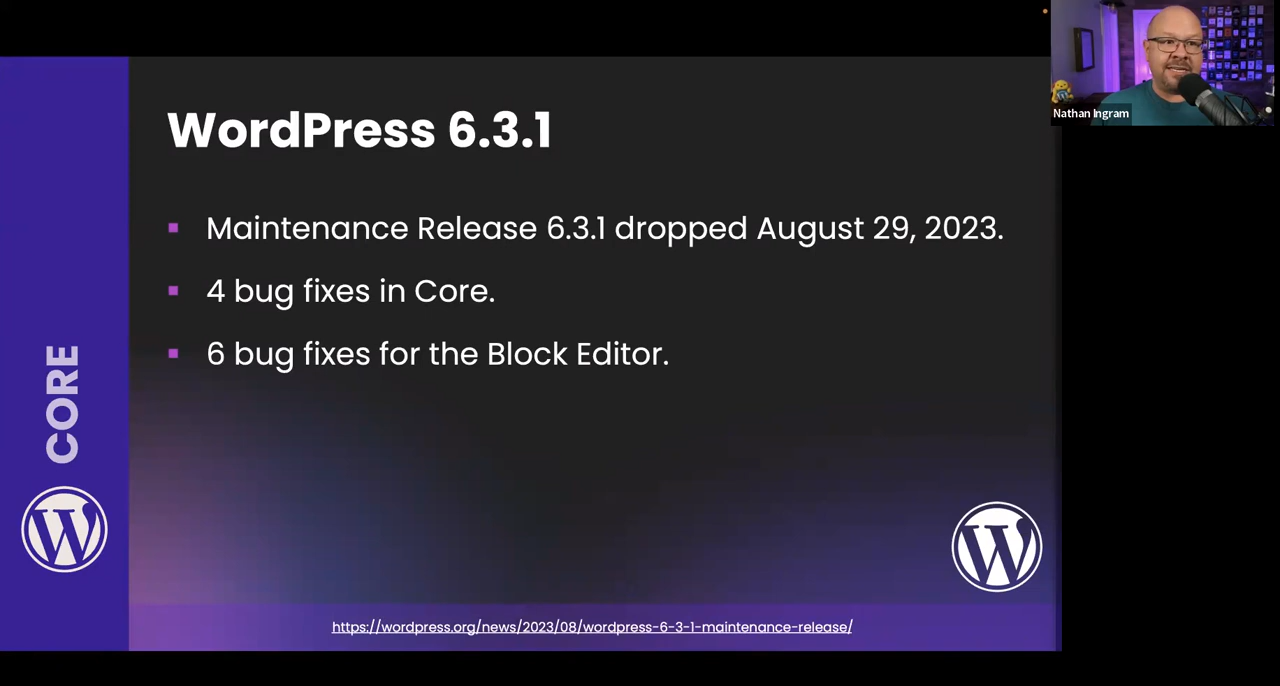 WordPress 6.3.1
Nathan Ingram
Maintenance Release 6.3.1 dropped August 29, 2023.
4 bug fixes in Core.
6 bug fixes for the Block Editor.
CORE
https://wordpress.org/news/2023/08/wordpress-6-3-1-maintenance-release/